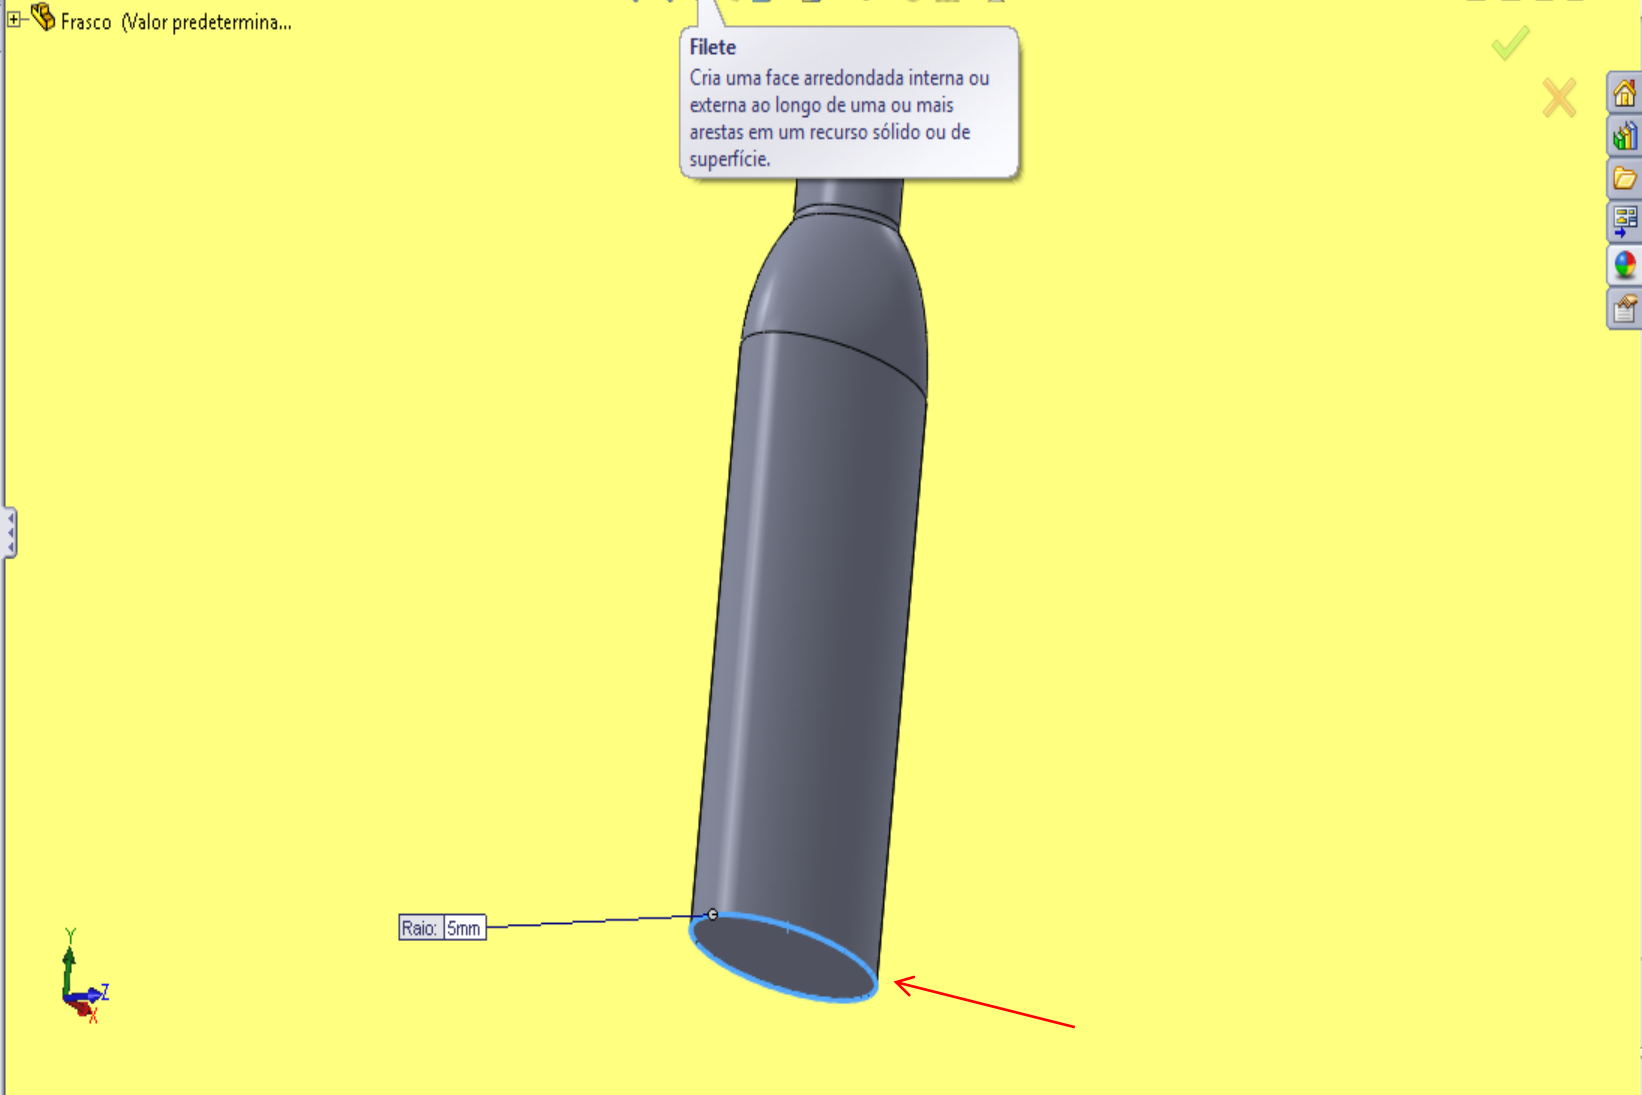 Frasco (Valor predetermina...
Filete
Cria uma face arredondada interna ou
externa ao longo de uma ou mais
arestas em um recurso sólido ou de
superfície.
Raio: 5mm
Y
Z
X